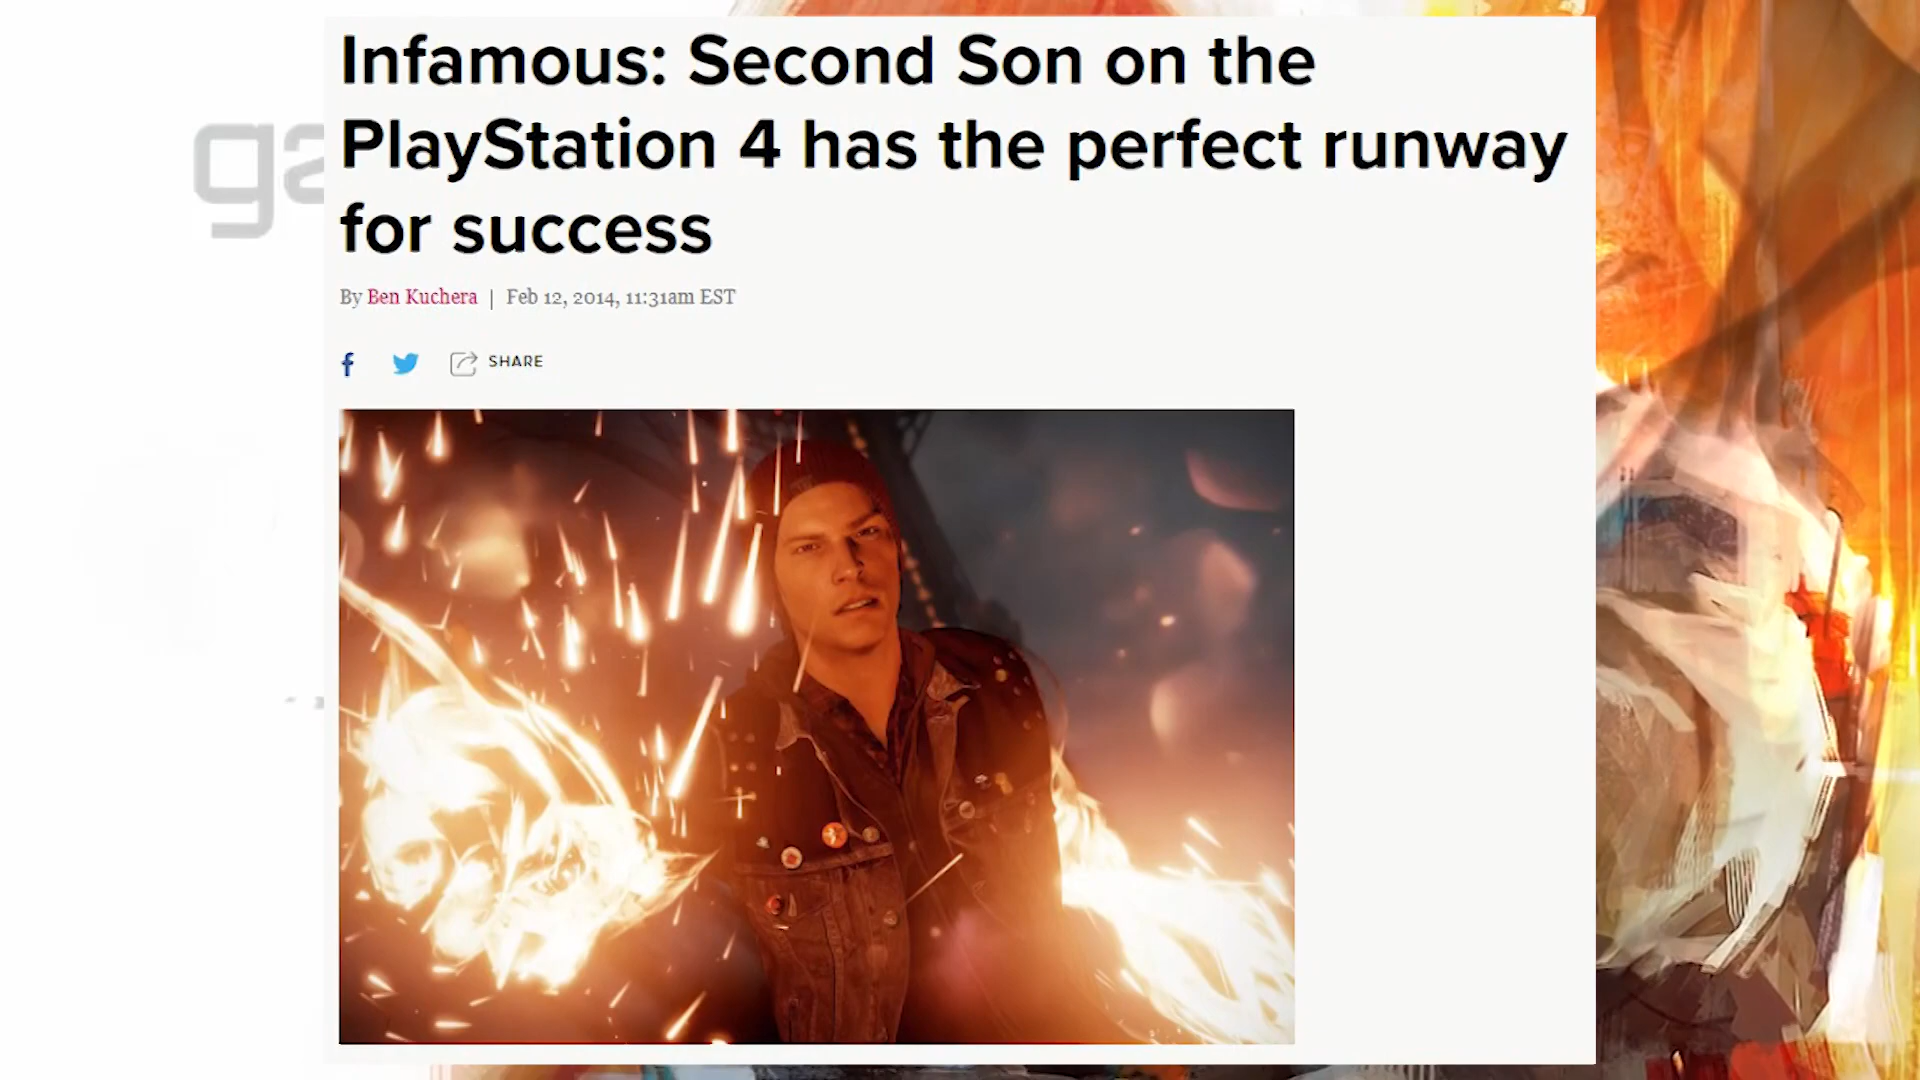 Infamous: Second Son on the
PlayStation 4 has the perfect runway
for success
By Ben Kuchera | Feb 12, 2014, 11:31am EST
SHARE
ga